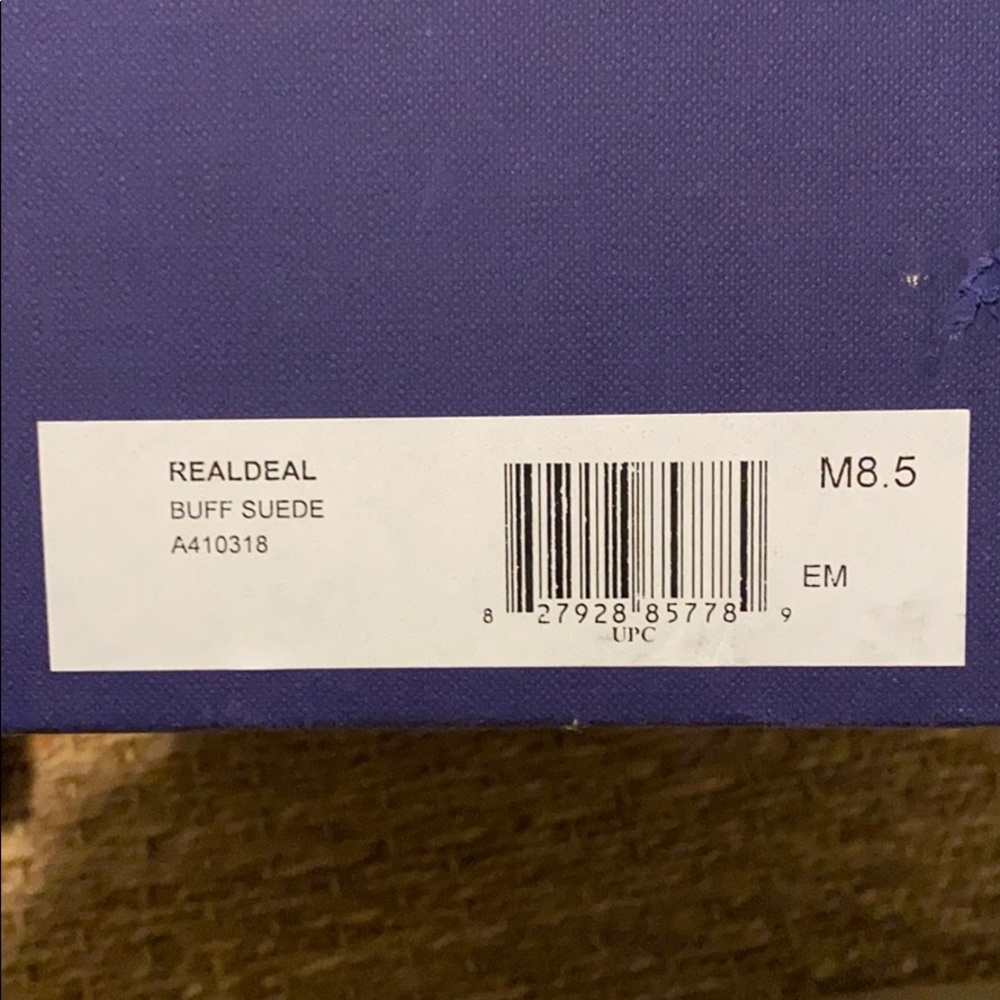 REALDEAL
BUFF SUEDE
A410318
8 27928 85778 9
UPC
M8.5
EM